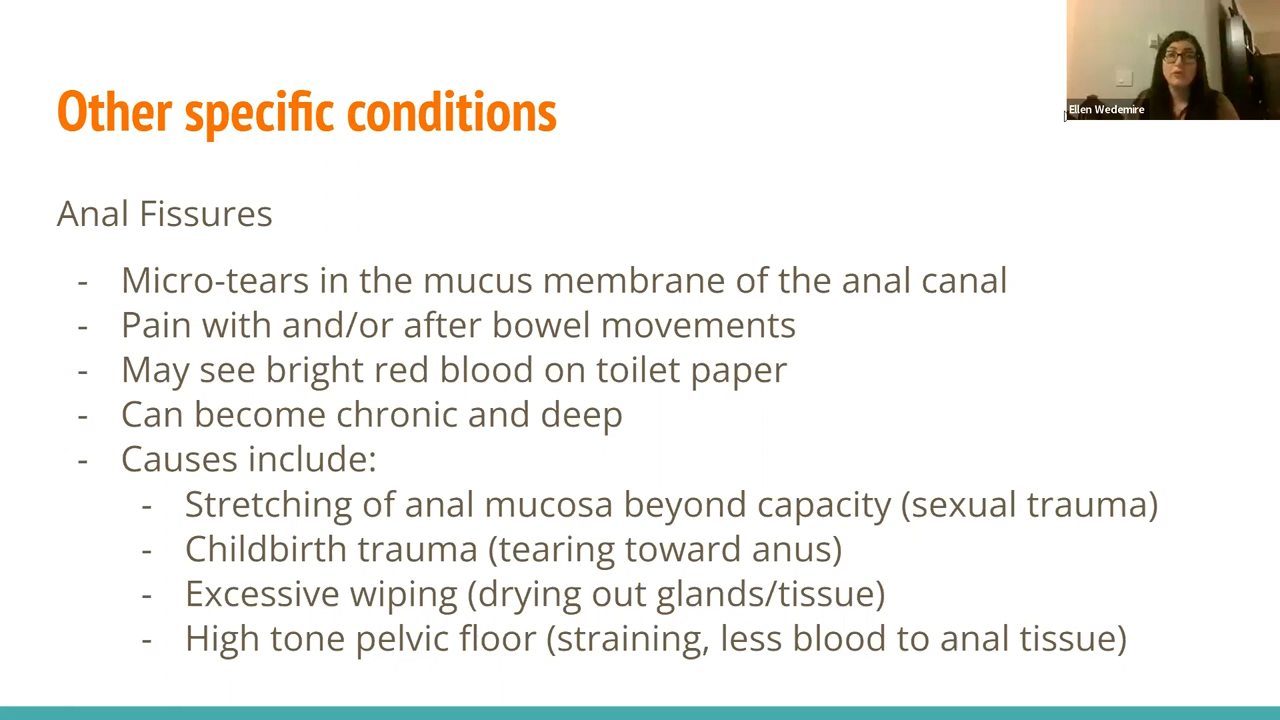 Other specific conditions
Ellen Wedemire
Anal Fissures
- Micro-tears in the mucus membrane of the anal canal
- Pain with and/or after bowel movements
- May see bright red blood on toilet paper
- Can become chronic and deep
- Causes include:
- Stretching of anal mucosa beyond capacity (sexual trauma)
- Childbirth trauma (tearing toward anus)
- Excessive wiping (drying out glands/tissue)
- High tone pelvic floor (straining, less blood to anal tissue)